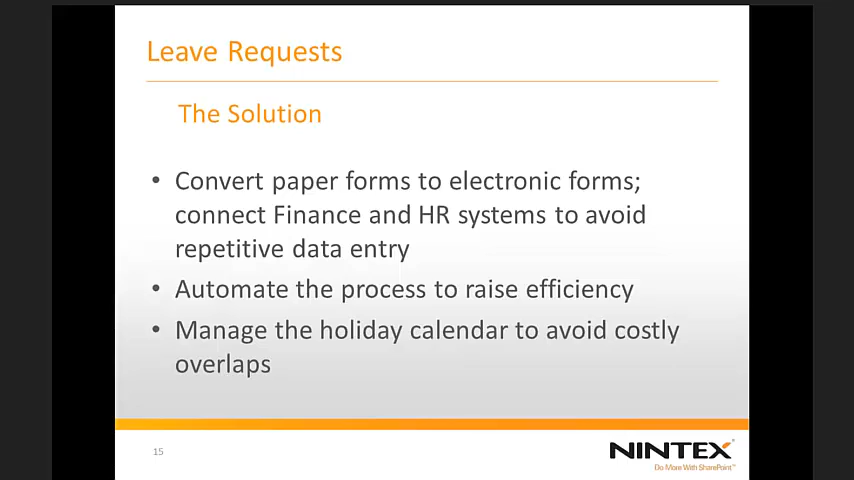 Leave Requests
The Solution
• Convert paper forms to electronic forms;
connect Finance and HR systems to avoid
repetitive data entry
• Automate the process to raise efficiency
• Manage the holiday calendar to avoid costly
overlaps
15
NINTEX®
Do More With SharePoint™